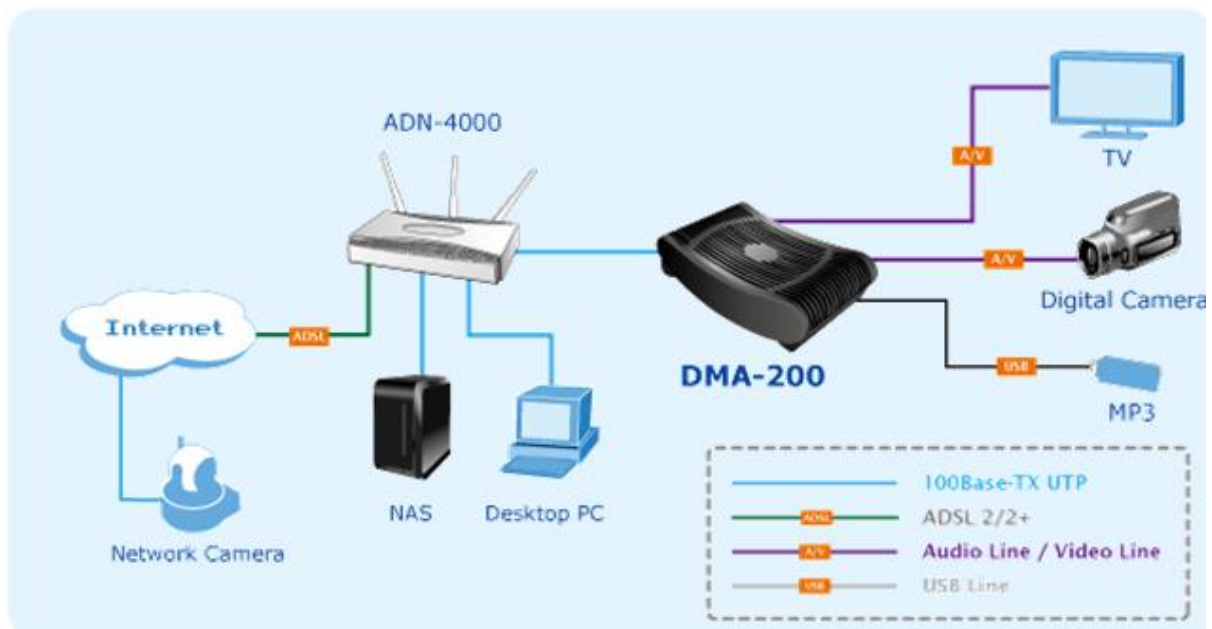 ADN-4000
A/V
TV
Internet
ADSL
A/V
Digital Camera
DMA-200
USB
MP3
NAS
Desktop PC
Network Camera
100Base-TX UTP
ADSL
ADSL 2/2+
A/V
Audio Line / Video Line
USB
USB Line